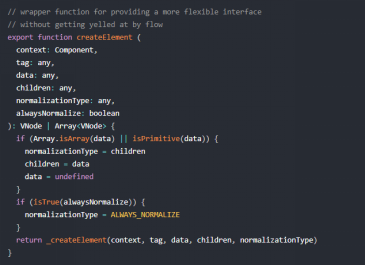 // wrapper function for providing a more flexible interface
// without getting yelled at by flow
export function createElement (
  context: Component,
  tag: any,
  data: any,
  children: any,
  normalizationType: any,
  alwaysNormalize: boolean
): VNode | Array<VNode> {
  if (Array.isArray(data) || isPrimitive(data)) {
    normalizationType = children
    children = data
    data = undefined
  }
  if (isTrue(alwaysNormalize)) {
    normalizationType = ALWAYS_NORMALIZE
  }
  return _createElement(context, tag, data, children, normalizationType)
}